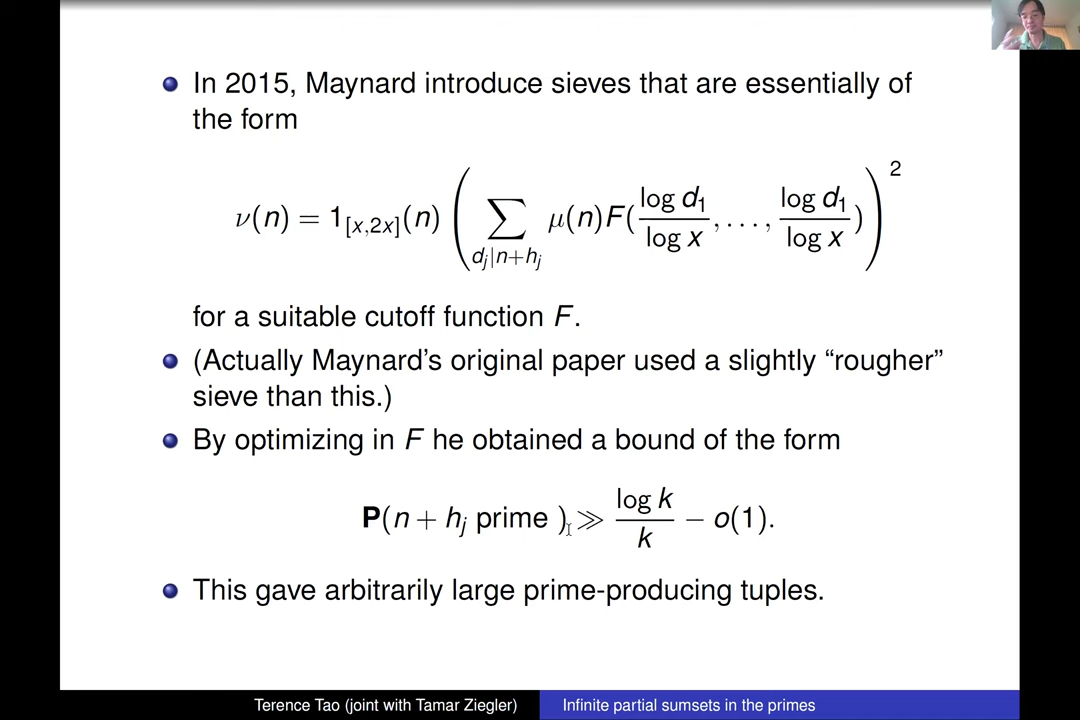 In 2015, Maynard introduce sieves that are essentially of
the form
ν(n) = 1_{[x,2x]}(n) ( ∑_{d_j|n+h_j} μ(n)F(log d_1 / log x, . . . , log d_1 / log x) )^2
for a suitable cutoff function F.
(Actually Maynard's original paper used a slightly “rougher”
sieve than this.)
By optimizing in F he obtained a bound of the form
P(n + h_j prime ) ≫ log k / k − o(1).
This gave arbitrarily large prime-producing tuples.
Terence Tao (joint with Tamar Ziegler) Infinite partial sumsets in the primes